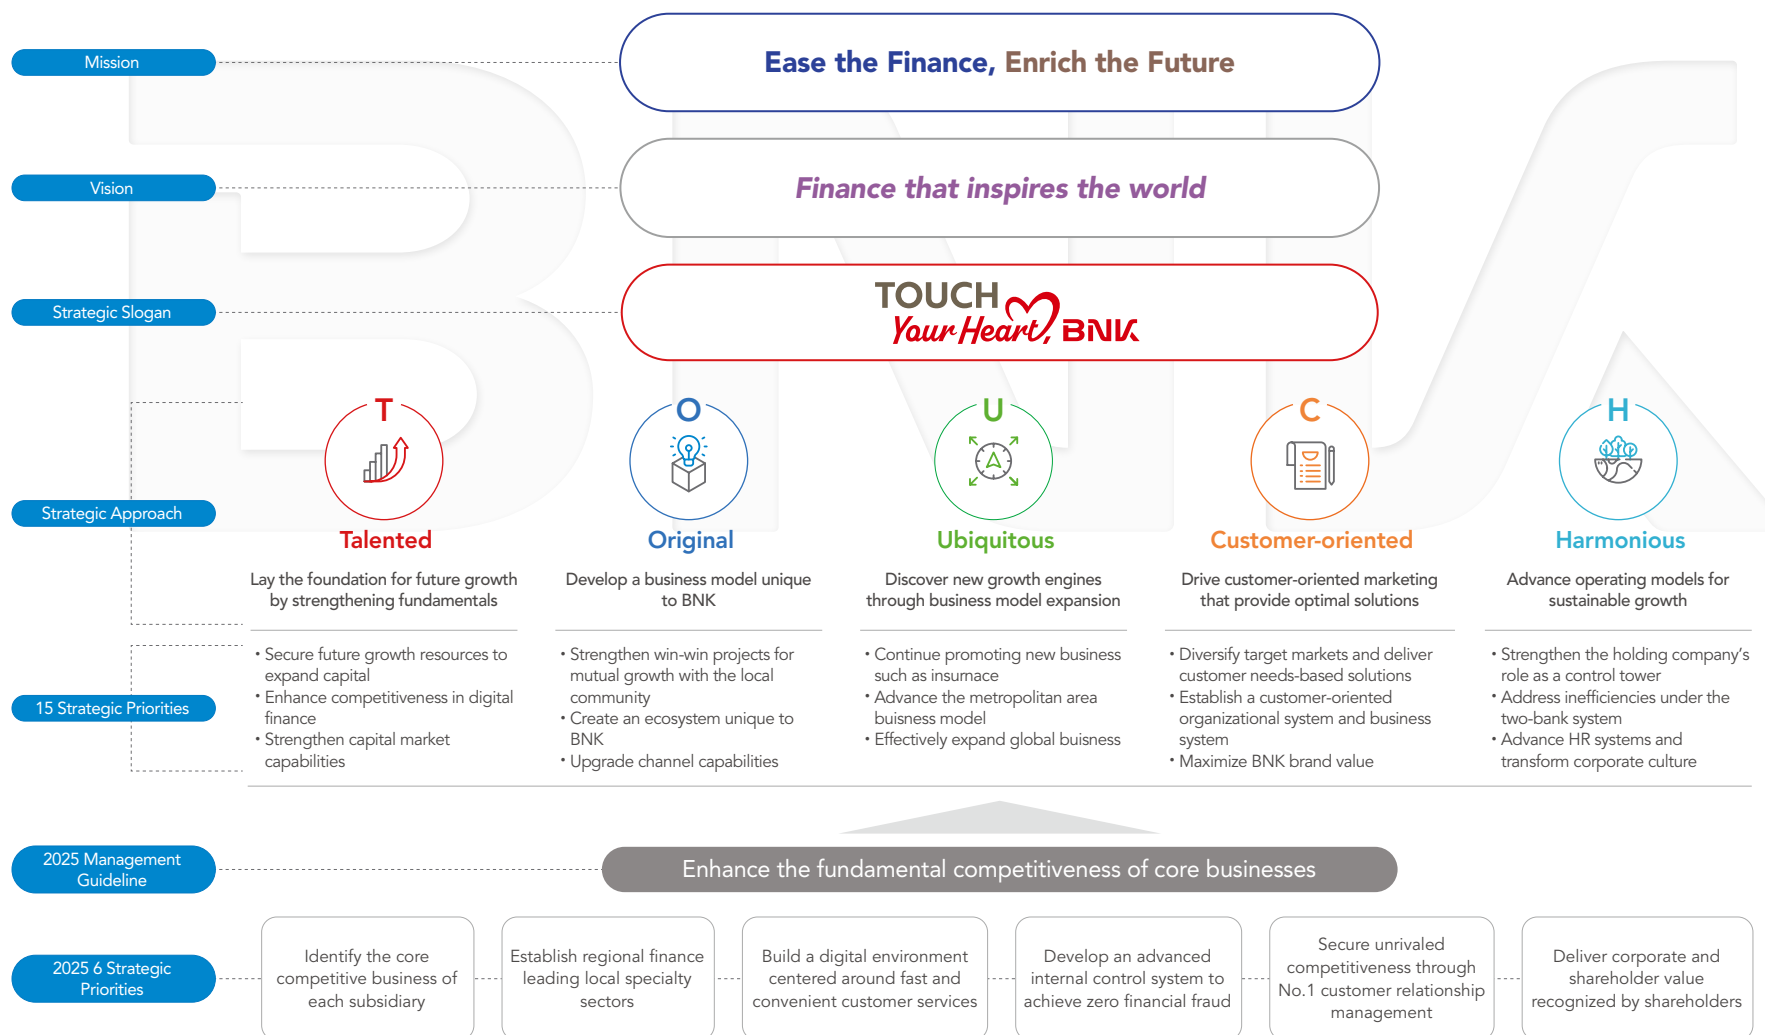 Mission
Ease the Finance, Enrich the Future
Vision
Finance that inspires the world
Strategic Slogan
TOUCH
Your Heart, BNK
Strategic Approach
T
Talented
Lay the foundation for future growth
by strengthening fundamentals
O
Original
Develop a business model unique
to BNK
U
Ubiquitous
Discover new growth engines
through business model expansion
C
Customer-oriented
Drive customer-oriented marketing
that provide optimal solutions
H
Harmonious
Advance operating models for
sustainable growth
15 Strategic Priorities
• Secure future growth resources to
expand capital
• Enhance competitiveness in digital
finance
• Strengthen capital market
capabilities
• Strengthen win-win projects for
mutual growth with the local
community
• Create an ecosystem unique to
BNK
• Upgrade channel capabilities
• Continue promoting new business
such as insurnace
• Advance the metropolitan area
buisness model
• Effectively expand global buisness
• Diversify target markets and deliver
customer needs-based solutions
• Establish a customer-oriented
organizational system and business
system
• Maximize BNK brand value
• Strengthen the holding company's
role as a control tower
• Address inefficiencies under the
two-bank system
• Advance HR systems and
transform corporate culture
2025 Management
Guideline
Enhance the fundamental competitiveness of core businesses
2025 6 Strategic
Priorities
Identify the core
competitive business of
each subsidiary
Establish regional finance
leading local specialty
sectors
Build a digital environment
centered around fast and
convenient customer services
Develop an advanced
internal control system to
achieve zero financial fraud
Secure unrivaled
competitiveness through
No.1 customer relationship
management
Deliver corporate and
shareholder value
recognized by shareholders
BNK